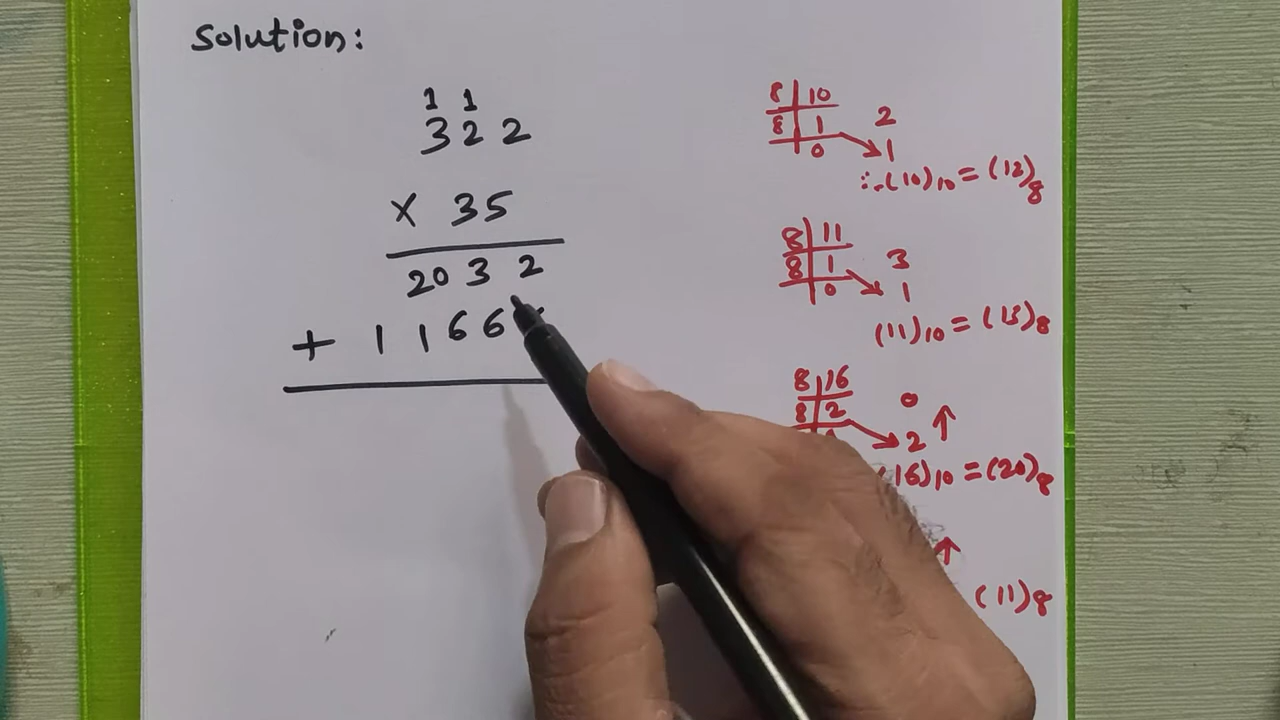 Solution:
1 1
3 2 2
× 3 5
20 3 2
+ 1 1 6 6
8 | 10
8 | 1 2
0 1
∴ (10)10 = (12)8
8 | 11
8 | 1 3
0 1
(11)10 = (13)8
8 | 16
8 | 2 0
2 ↑
16)10 = (20)8
↑
(11)8